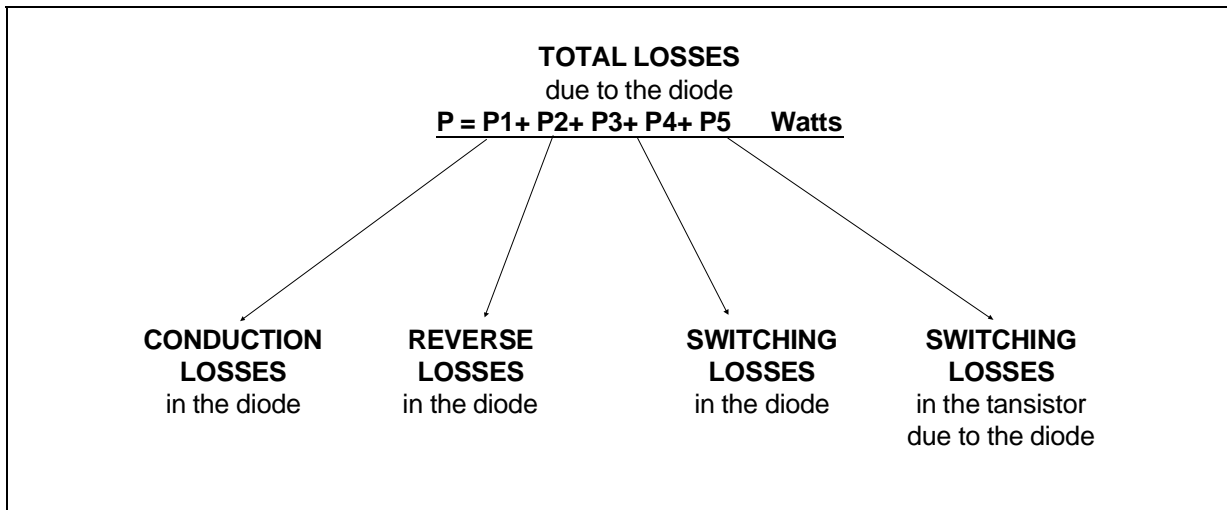 TOTAL LOSSES
due to the diode
P = P1+ P2+ P3+ P4+ P5 Watts
CONDUCTION
LOSSES
in the diode
REVERSE
LOSSES
in the diode
SWITCHING
LOSSES
in the diode
SWITCHING
LOSSES
in the tansistor
due to the diode